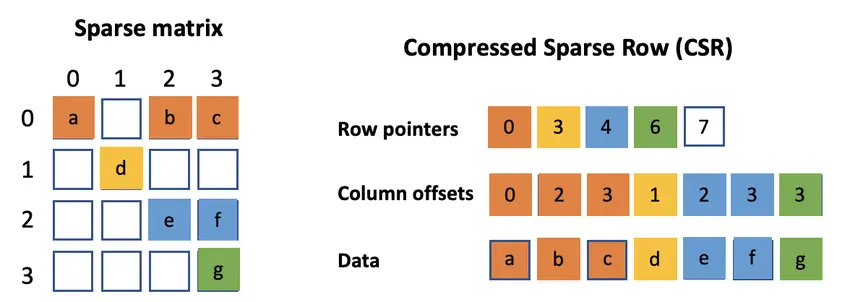 Sparse matrix
0 1 2 3
0 a b c
1 d
2 e f
3 g
Compressed Sparse Row (CSR)
Row pointers 0 3 4 6 7
Column offsets 0 2 3 1 2 3 3
Data a b c d e f g